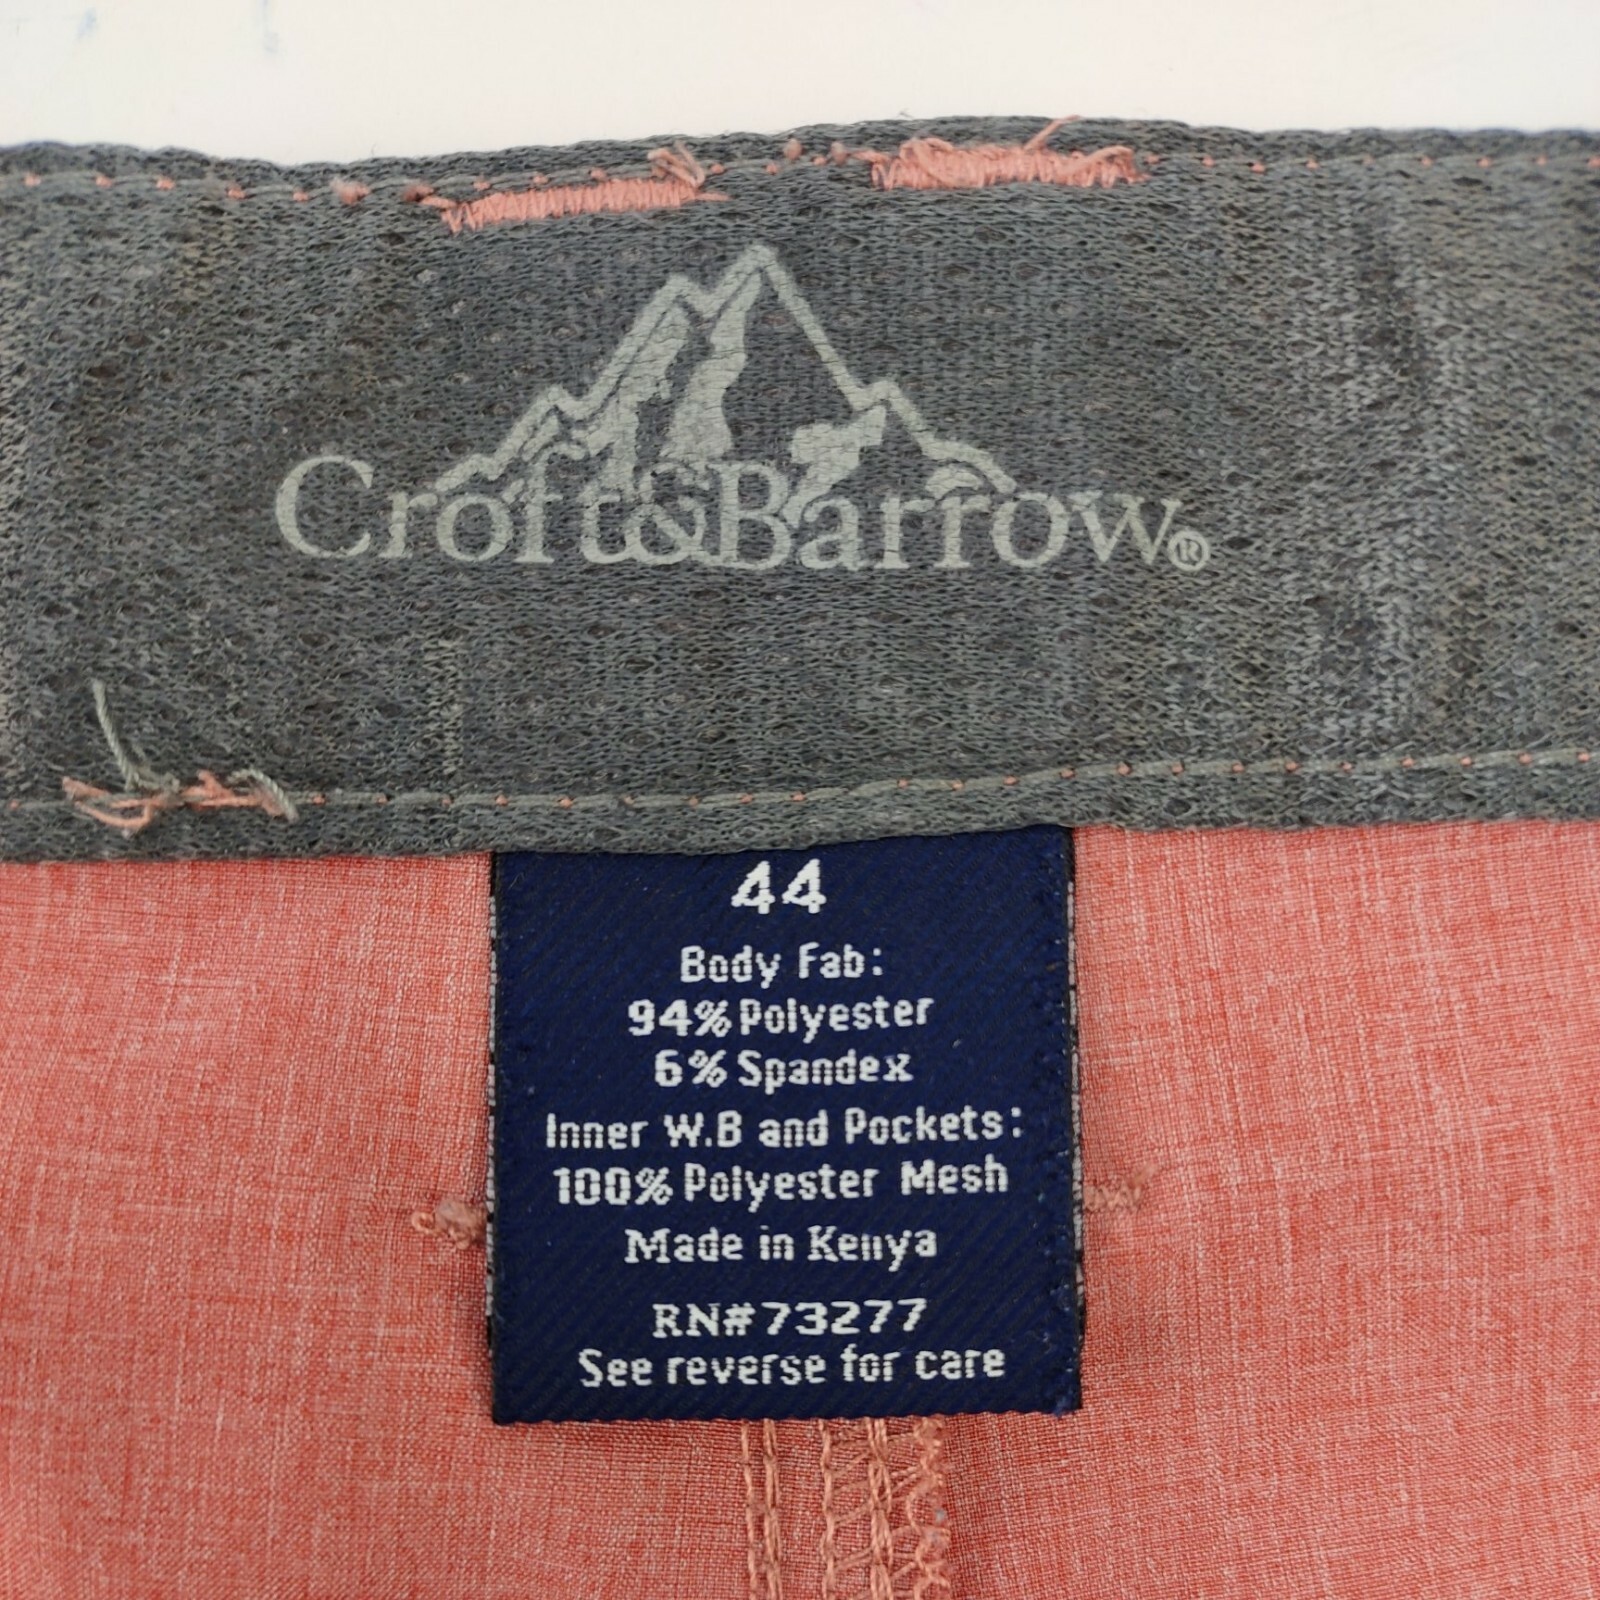 Croft&Barrow®
44
Body Fab:
94% Polyester
6% Spandex
Inner W.B and Pockets:
100% Polyester Mesh
Made in Kenya
RN#73277
See reverse for care